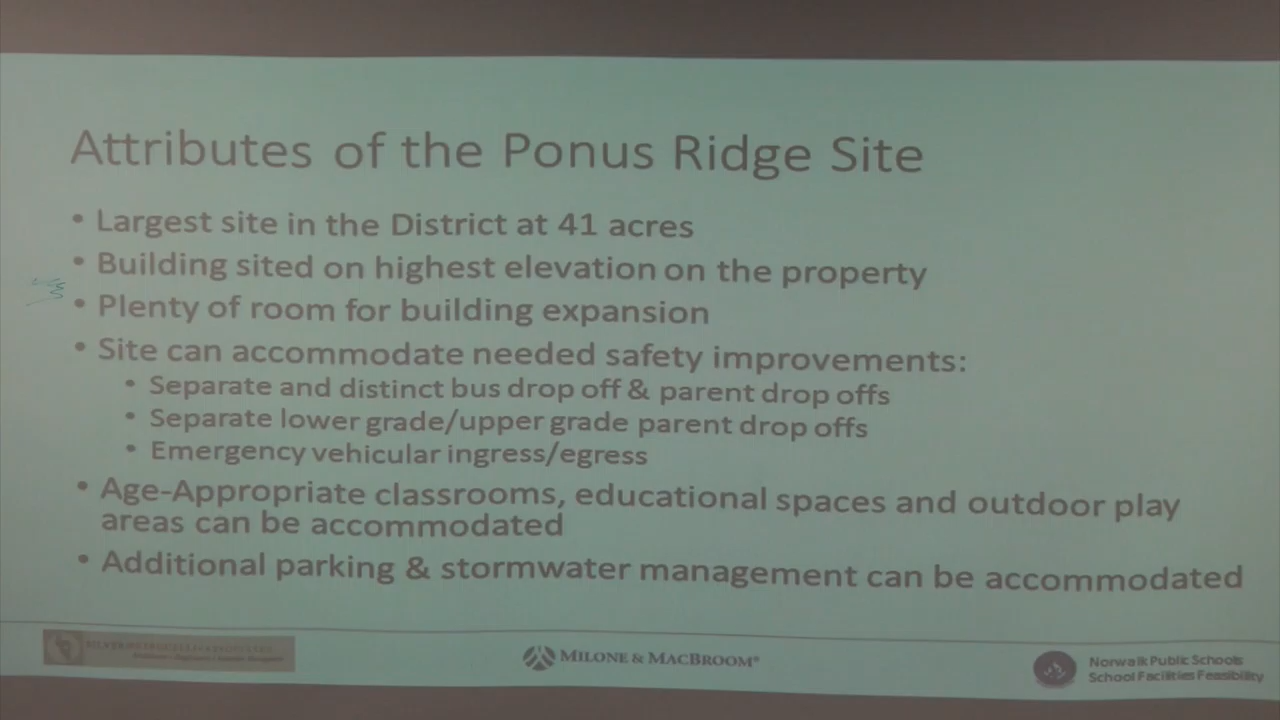 Attributes of the Ponus Ridge Site
• Largest site in the District at 41 acres
• Building sited on highest elevation on the property
• Plenty of room for building expansion
• Site can accommodate needed safety improvements:
• Separate and distinct bus drop off & parent drop offs
• Separate lower grade/upper grade parent drop offs
• Emergency vehicular ingress/egress
• Age-Appropriate classrooms, educational spaces and outdoor play
areas can be accommodated
• Additional parking & stormwater management can be accommodated
MILONE & MACBROOM®
Norwalk Public Schools
School Facilities Feasibility